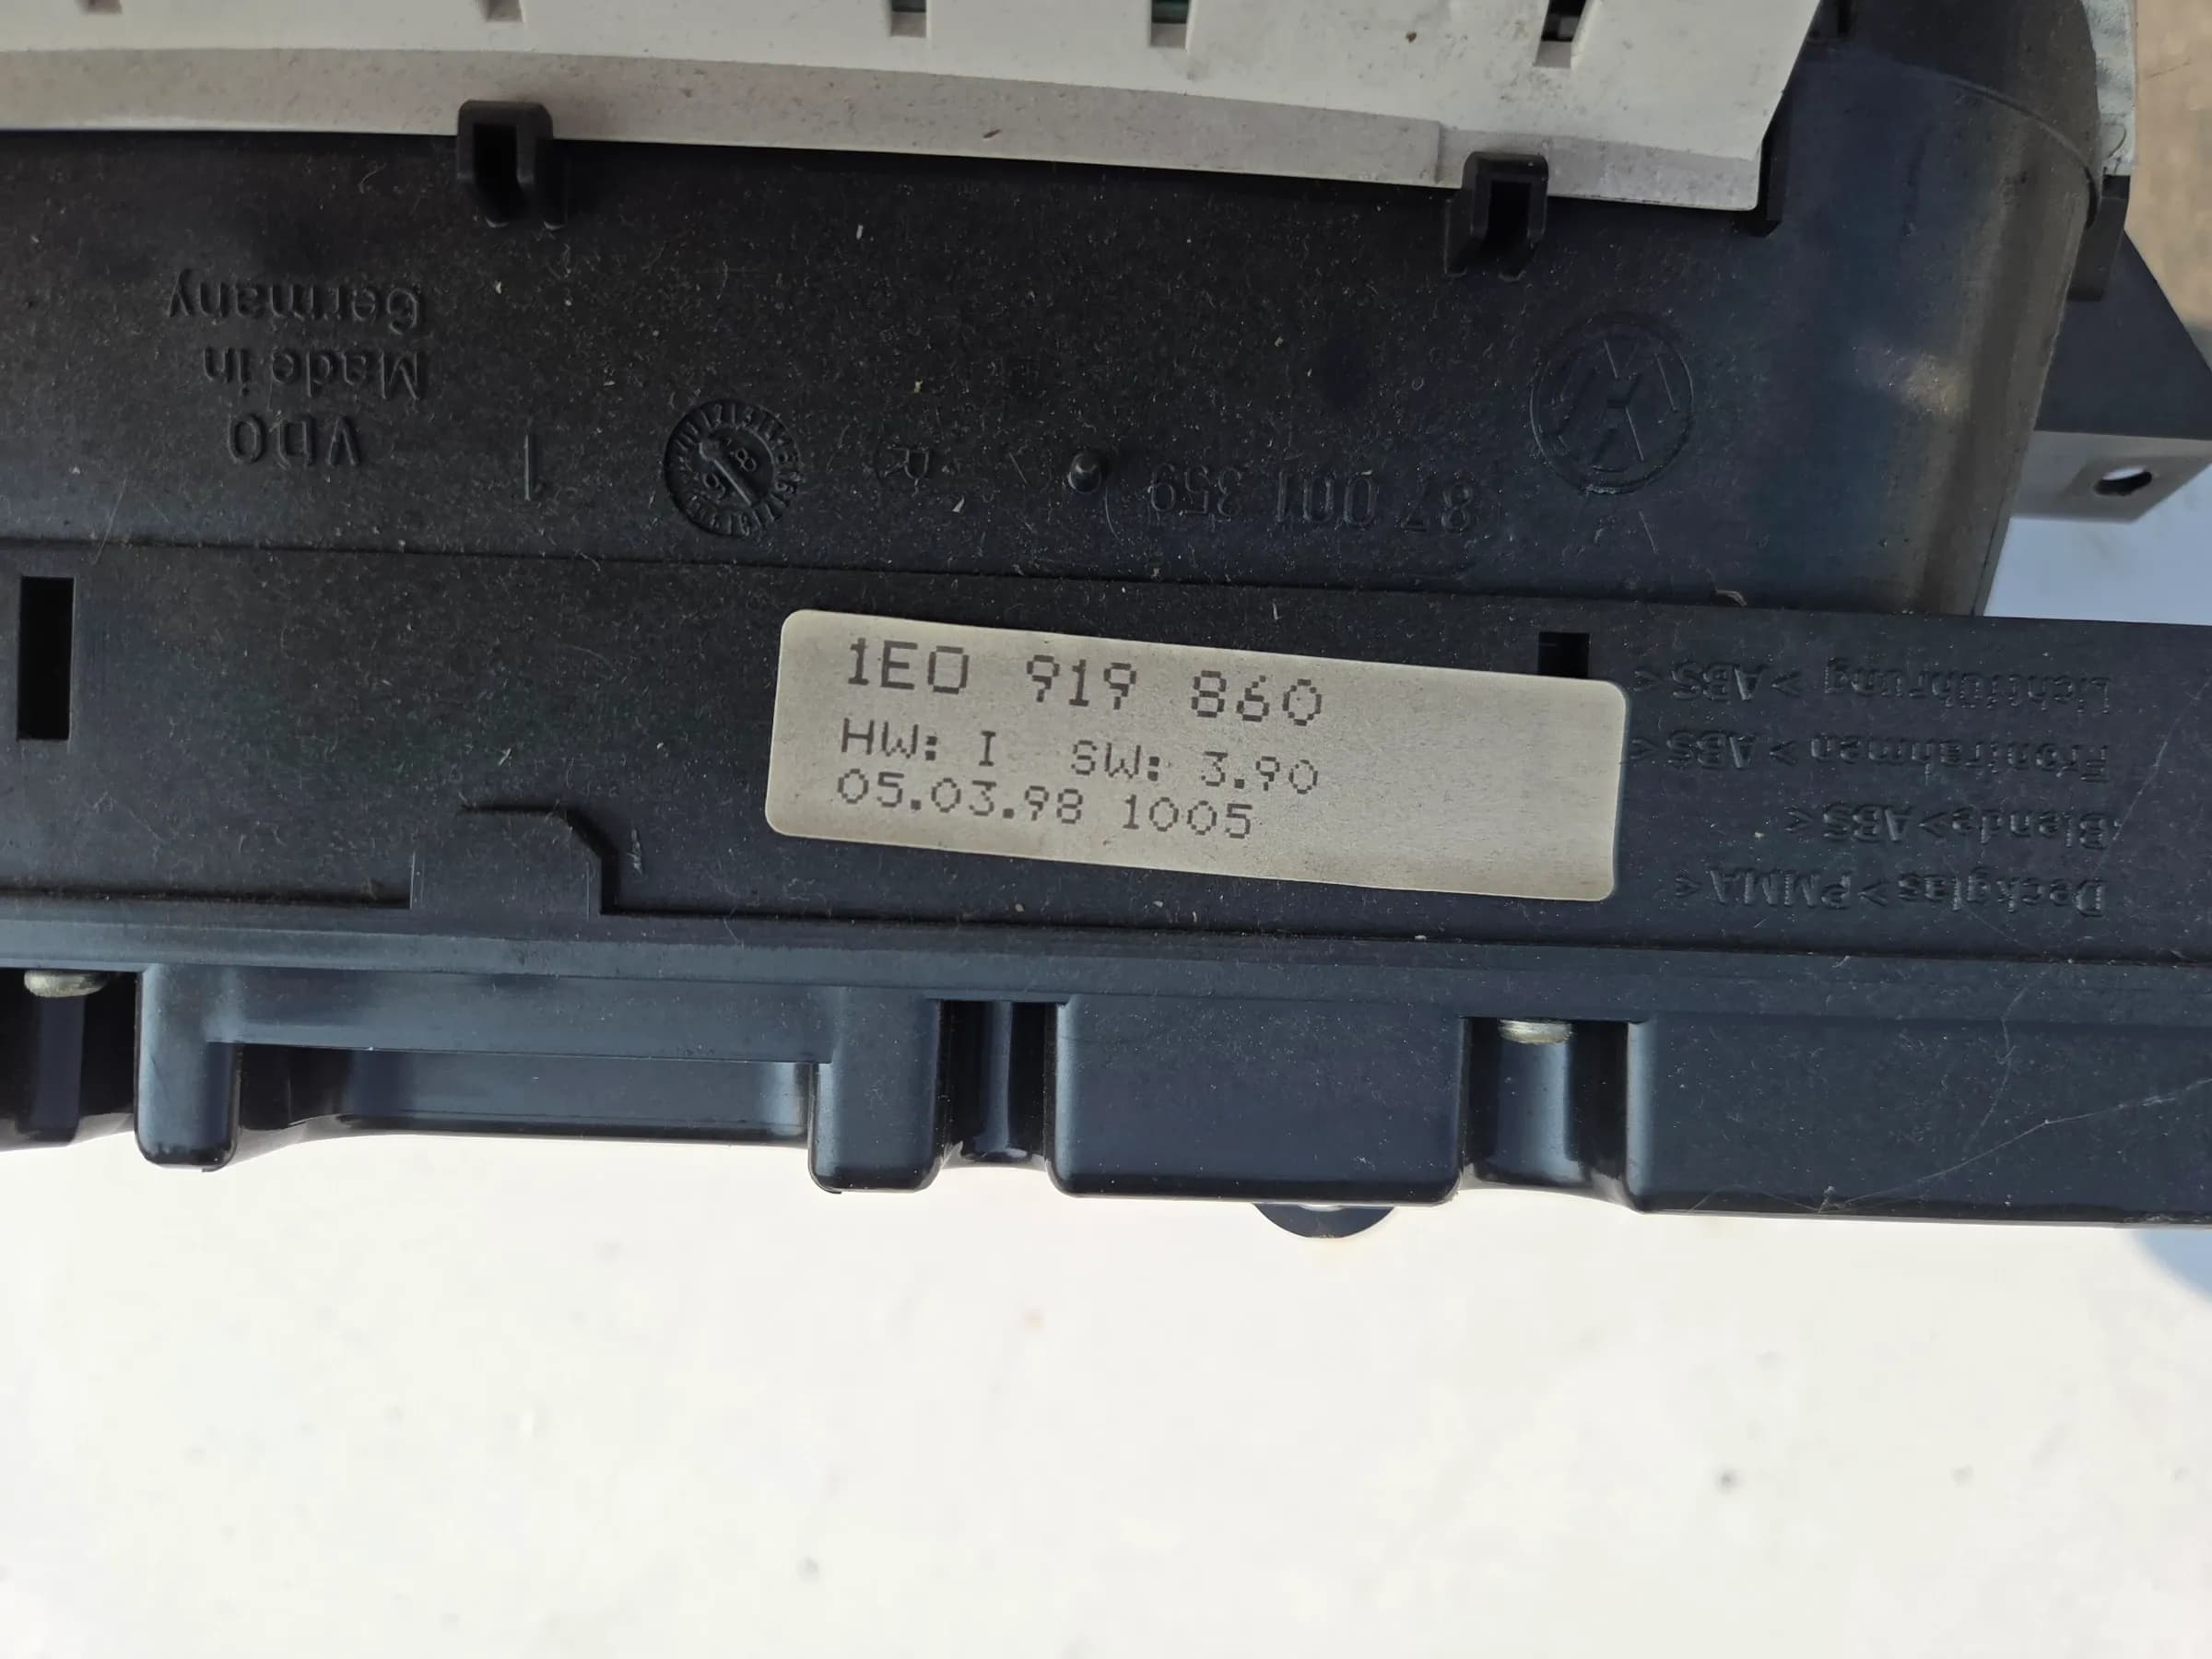 1E0 919 860
HW: I SW: 3.90
05.03.98 1005
VDO
Made in
Germany
1
R
87 001 359
Deckglas >PMMA<
Blende >ABS<
Frontrahmen >ABS<
Lichtführung >ABS<